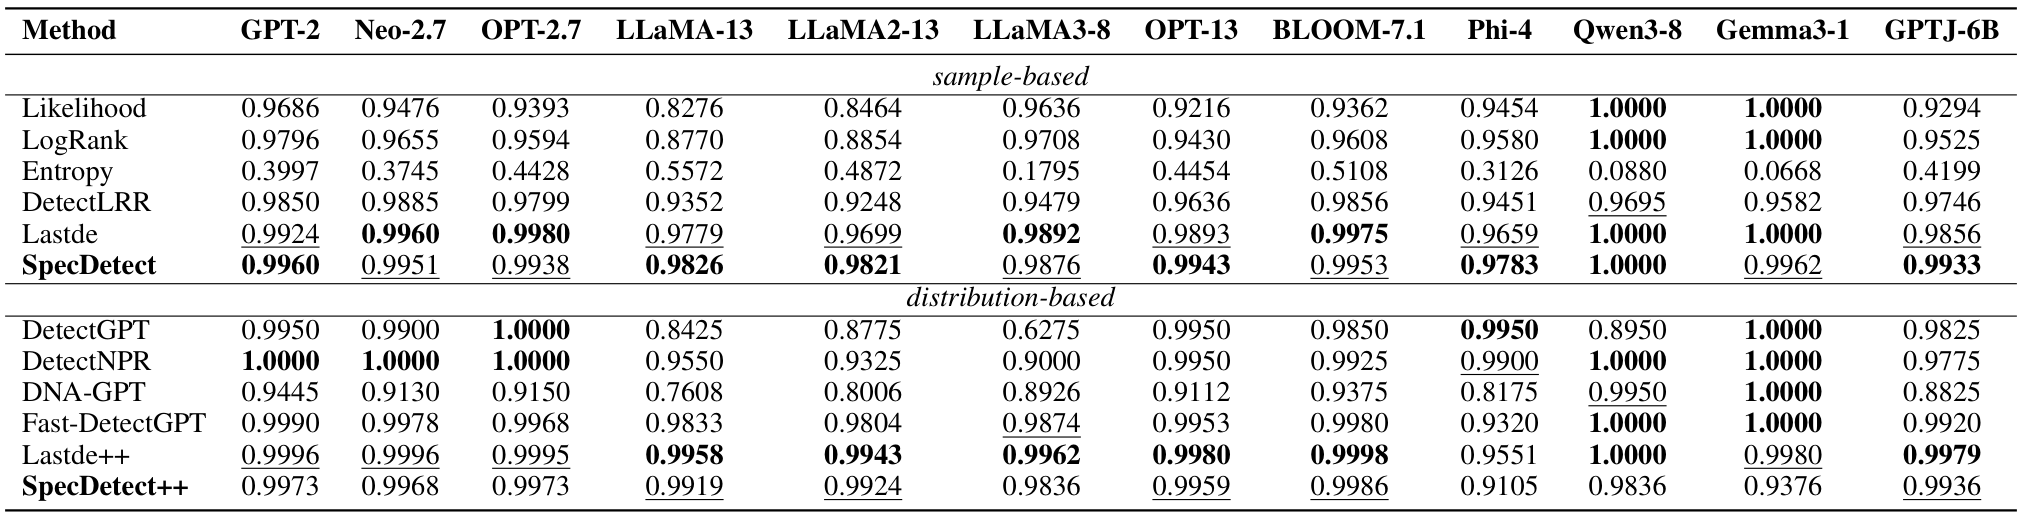 Method GPT-2 Neo-2.7 OPT-2.7 LLaMA-13 LLaMA2-13 LLaMA3-8 OPT-13 BLOOM-7.1 Phi-4 Qwen3-8 Gemma3-1 GPTJ-6B
sample-based
Likelihood 0.9686 0.9476 0.9393 0.8276 0.8464 0.9636 0.9216 0.9362 0.9454 1.0000 1.0000 0.9294
LogRank 0.9796 0.9655 0.9594 0.8770 0.8854 0.9708 0.9430 0.9608 0.9580 1.0000 1.0000 0.9525
Entropy 0.3997 0.3745 0.4428 0.5572 0.4872 0.1795 0.4454 0.5108 0.3126 0.0880 0.0668 0.4199
DetectLRR 0.9850 0.9885 0.9799 0.9352 0.9248 0.9479 0.9636 0.9856 0.9451 0.9695 0.9582 0.9746
Lastde 0.9924 0.9960 0.9980 0.9779 0.9699 0.9892 0.9893 0.9975 0.9659 1.0000 1.0000 0.9856
SpecDetect 0.9960 0.9951 0.9938 0.9826 0.9821 0.9876 0.9943 0.9953 0.9783 1.0000 0.9962 0.9933
distribution-based
DetectGPT 0.9950 0.9900 1.0000 0.8425 0.8775 0.6275 0.9950 0.9850 0.9950 0.8950 1.0000 0.9825
DetectNPR 1.0000 1.0000 1.0000 0.9550 0.9325 0.9000 0.9950 0.9925 0.9900 1.0000 1.0000 0.9775
DNA-GPT 0.9445 0.9130 0.9150 0.7608 0.8006 0.8926 0.9112 0.9375 0.8175 0.9950 1.0000 0.8825
Fast-DetectGPT 0.9990 0.9978 0.9968 0.9833 0.9804 0.9874 0.9953 0.9980 0.9320 1.0000 1.0000 0.9920
Lastde++ 0.9996 0.9996 0.9995 0.9958 0.9943 0.9962 0.9980 0.9998 0.9551 1.0000 0.9980 0.9979
SpecDetect++ 0.9973 0.9968 0.9973 0.9919 0.9924 0.9836 0.9959 0.9986 0.9105 0.9836 0.9376 0.9936